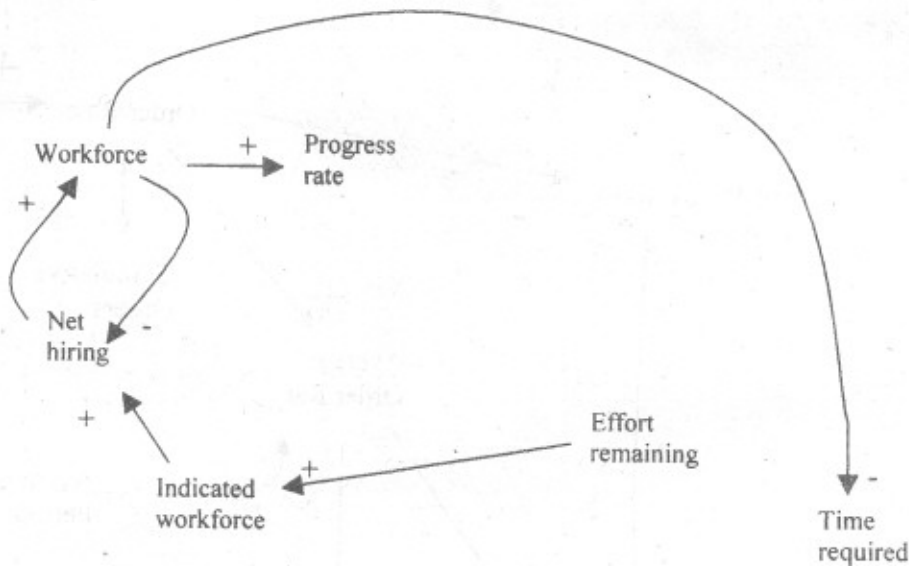 Workforce
+
Progress
rate
+
Net
hiring
-
+
Effort
remaining
+
Indicated
workforce
-
Time
required